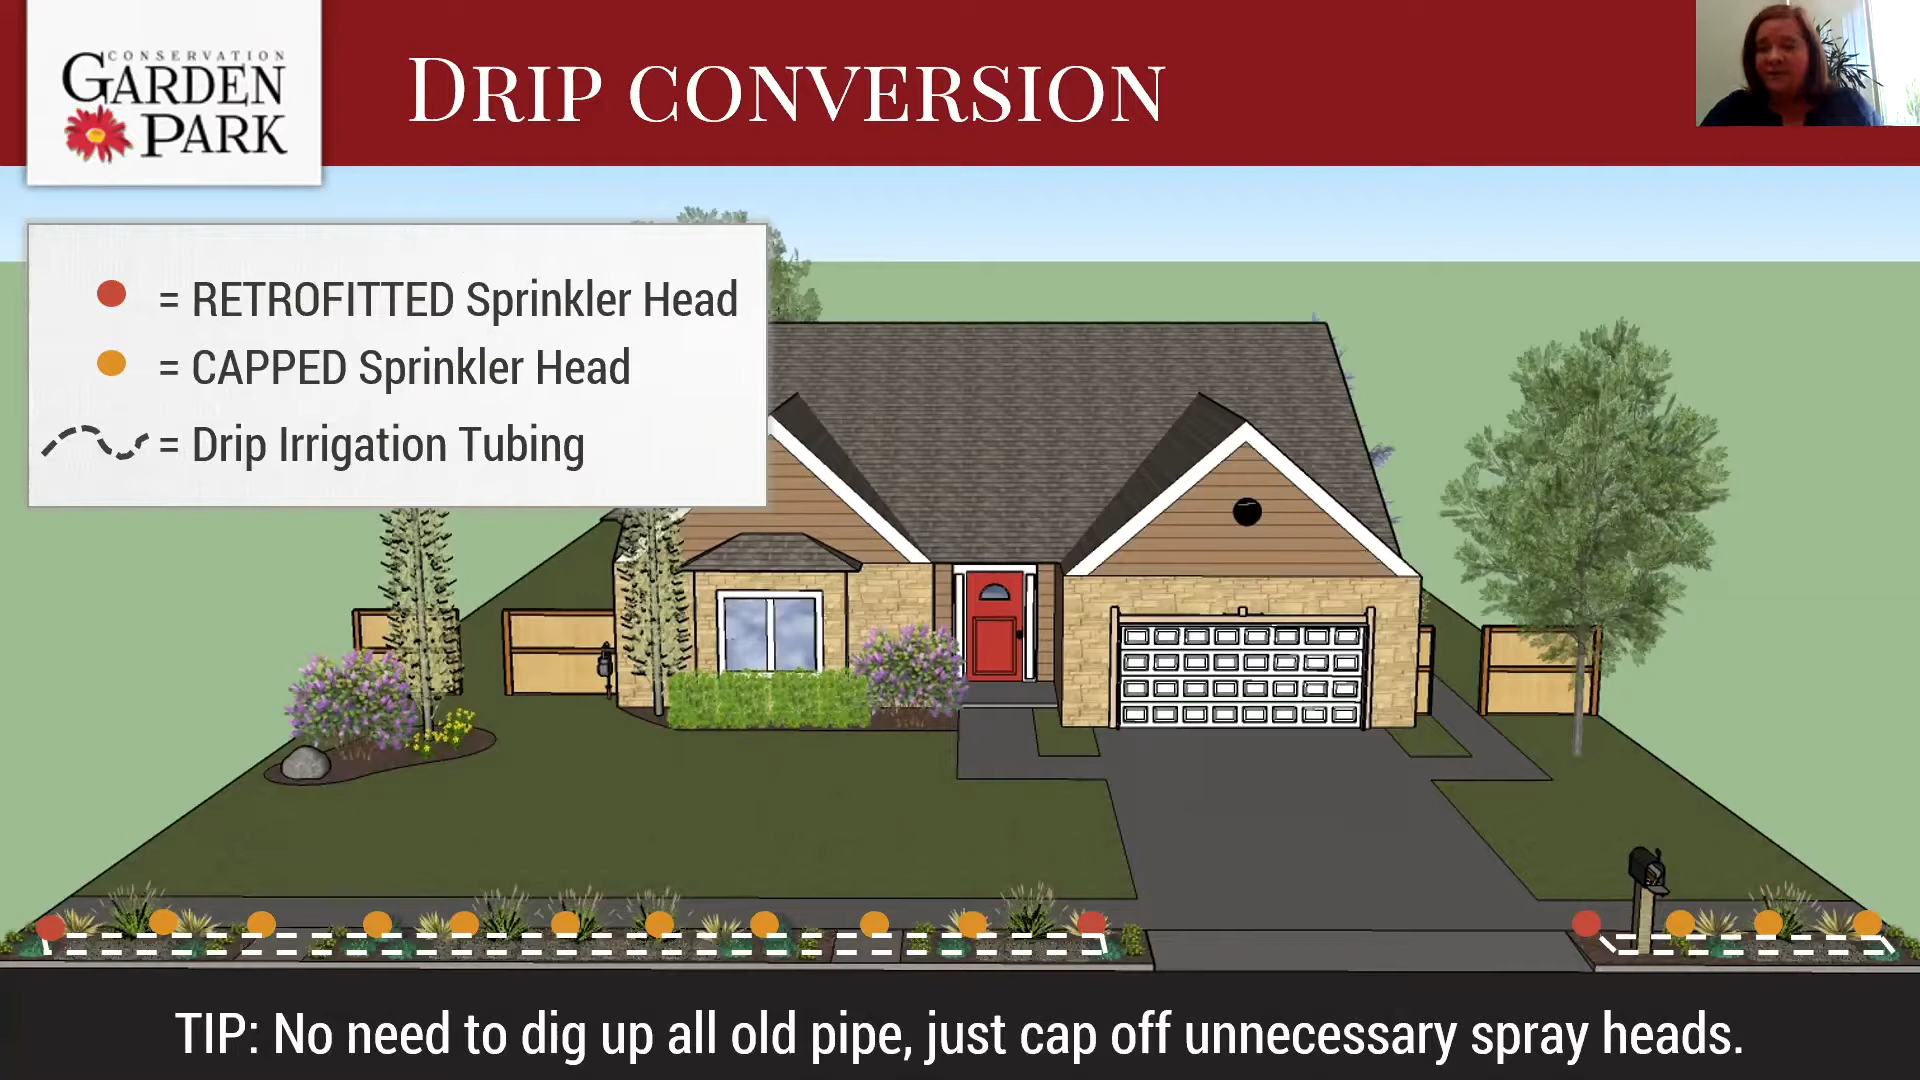 CONSERVATION
GARDEN
PARK
DRIP CONVERSION
= RETROFITTED Sprinkler Head
= CAPPED Sprinkler Head
= Drip Irrigation Tubing
TIP: No need to dig up all old pipe, just cap off unnecessary spray heads.